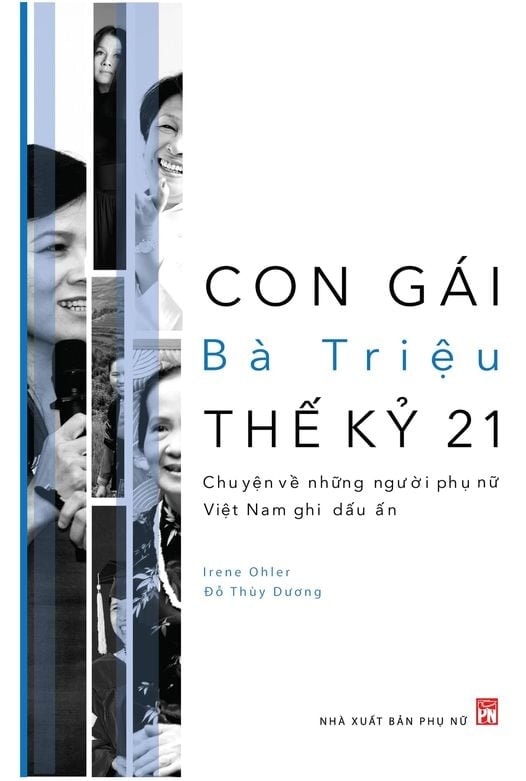 CON GÁI
Bà Triệu
THẾ KỶ 21
Chuyện về những người phụ nữ
Việt Nam ghi dấu ấn
Irene Ohler
Đỗ Thùy Dương
NHÀ XUẤT BẢN PHỤ NỮ
PN